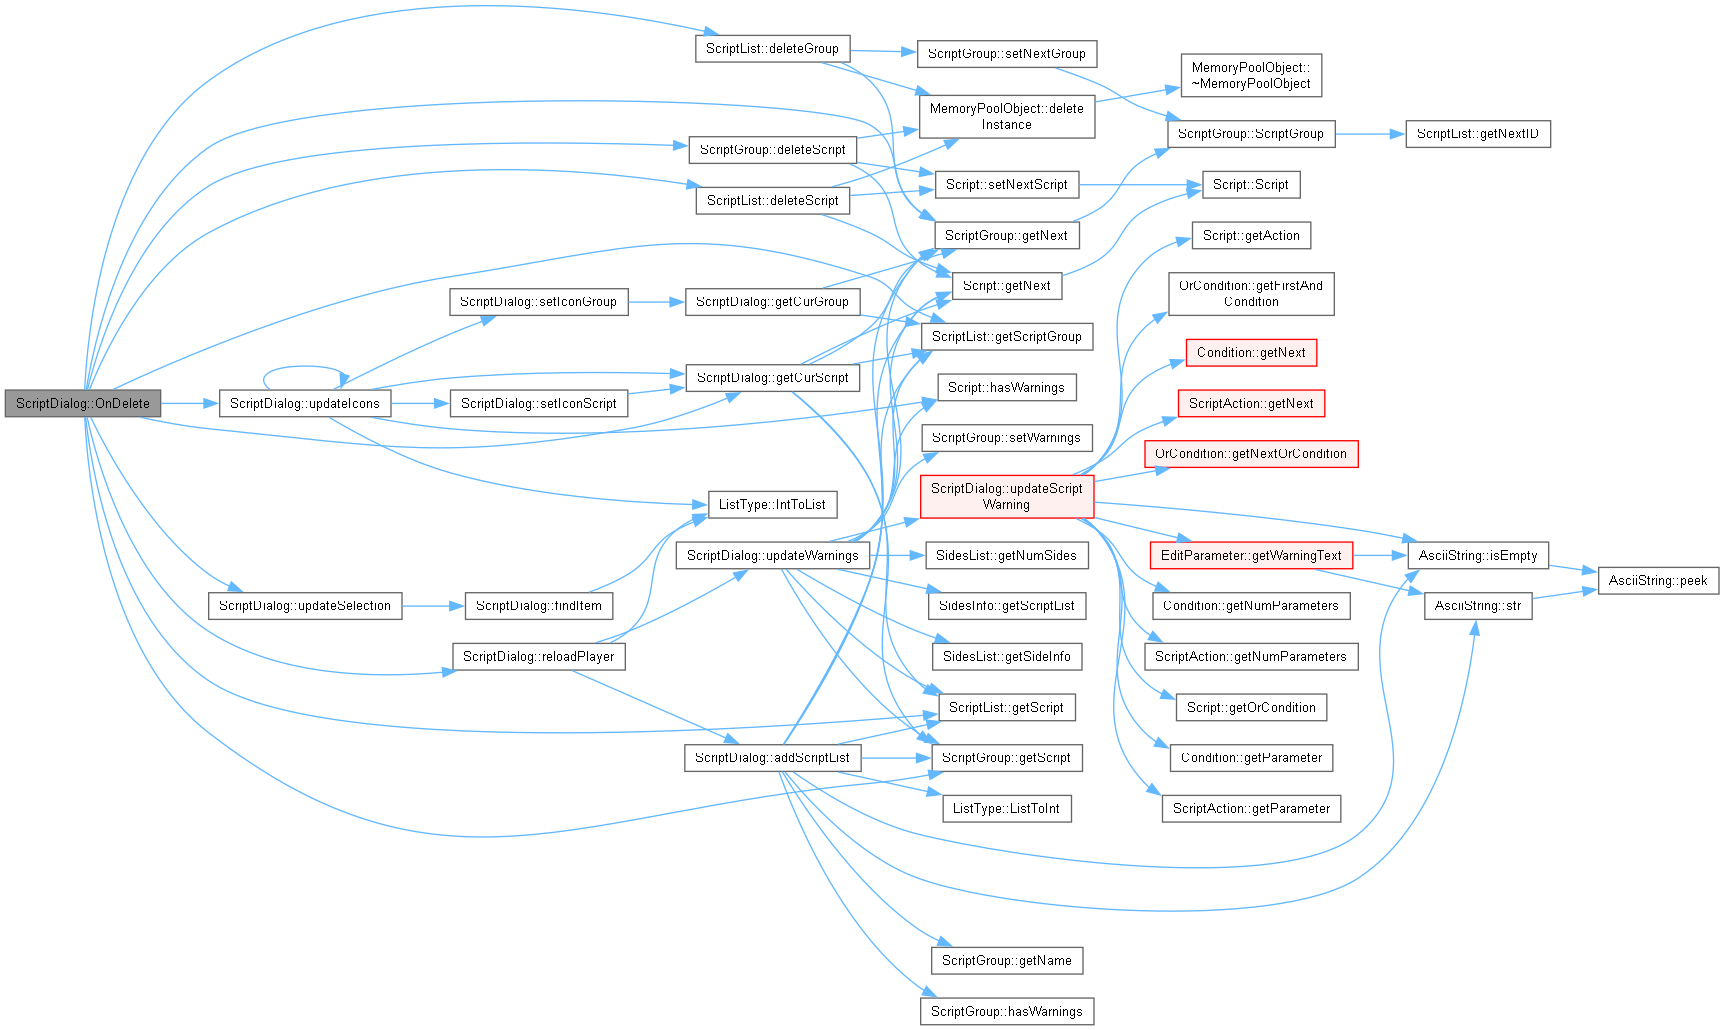 ScriptDialog::OnDelete
ScriptDialog::updateIcons
ScriptDialog::updateSelection
ScriptDialog::setIconGroup
ScriptDialog::setIconScript
ScriptDialog::findItem
ScriptDialog::reloadPlayer
ScriptList::deleteGroup
ScriptGroup::deleteScript
ScriptList::deleteScript
ScriptDialog::getCurGroup
ScriptDialog::getCurScript
ListType::IntToList
ScriptDialog::updateWarnings
ScriptDialog::addScriptList
ScriptGroup::setNextGroup
MemoryPoolObject::delete
Instance
Script::setNextScript
ScriptGroup::getNext
Script::getNext
ScriptList::getScriptGroup
Script::hasWarnings
ScriptGroup::setWarnings
ScriptDialog::updateScript
Warning
SidesList::getNumSides
SidesInfo::getScriptList
SidesList::getSideInfo
ScriptList::getScript
ScriptGroup::getScript
ListType::ListToInt
ScriptGroup::getName
ScriptGroup::hasWarnings
MemoryPoolObject::
~MemoryPoolObject
ScriptGroup::ScriptGroup
Script::Script
Script::getAction
OrCondition::getFirstAnd
Condition
Condition::getNext
ScriptAction::getNext
OrCondition::getNextOrCondition
EditParameter::getWarningText
Condition::getNumParameters
ScriptAction::getNumParameters
Script::getOrCondition
Condition::getParameter
ScriptAction::getParameter
ScriptList::getNextID
AsciiString::isEmpty
AsciiString::str
AsciiString::peek